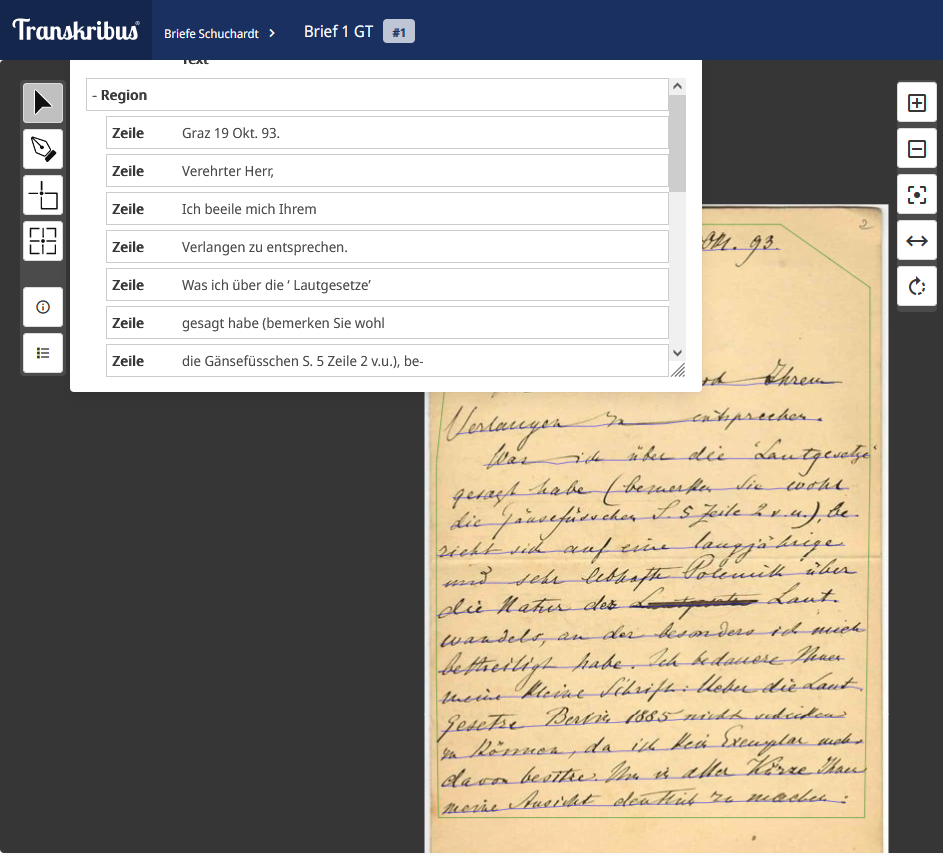 Transkribus®
Briefe Schuchardt >
Brief 1 GT
#1
Text
- Region
Zeile Graz 19 Okt. 93.
Zeile Verehrter Herr,
Zeile Ich beeile mich Ihrem
Zeile Verlangen zu entsprechen.
Zeile Was ich über die ‘ Lautgesetze’
Zeile gesagt habe (bemerken Sie wohl
Zeile die Gänsefüsschen S. 5 Zeile 2 v.u.), be-
2
Okt. 93.
Ihrem
Verlangen zu entsprechen.
Was ich über die ‘Lautgesetze’
gesagt habe (bemerken Sie wohl
die Gänsefüsschen S. 5 Zeile 2 v.u.), be-
zieht sich auf eine langjährige
und sehr lebhafte Polemik über
die Natur des Laut-
wandels, an der besonders ich mich
betheiligt habe. Ich bedauere Ihnen
meine kleine Schrift: Ueber die Laut-
gesetze Berlin 1885 nicht schicken
zu können, da ich kein Exemplar mehr
davon besitze. Um in aller Kürze Ihnen
meine Ansicht deutlich zu machen: